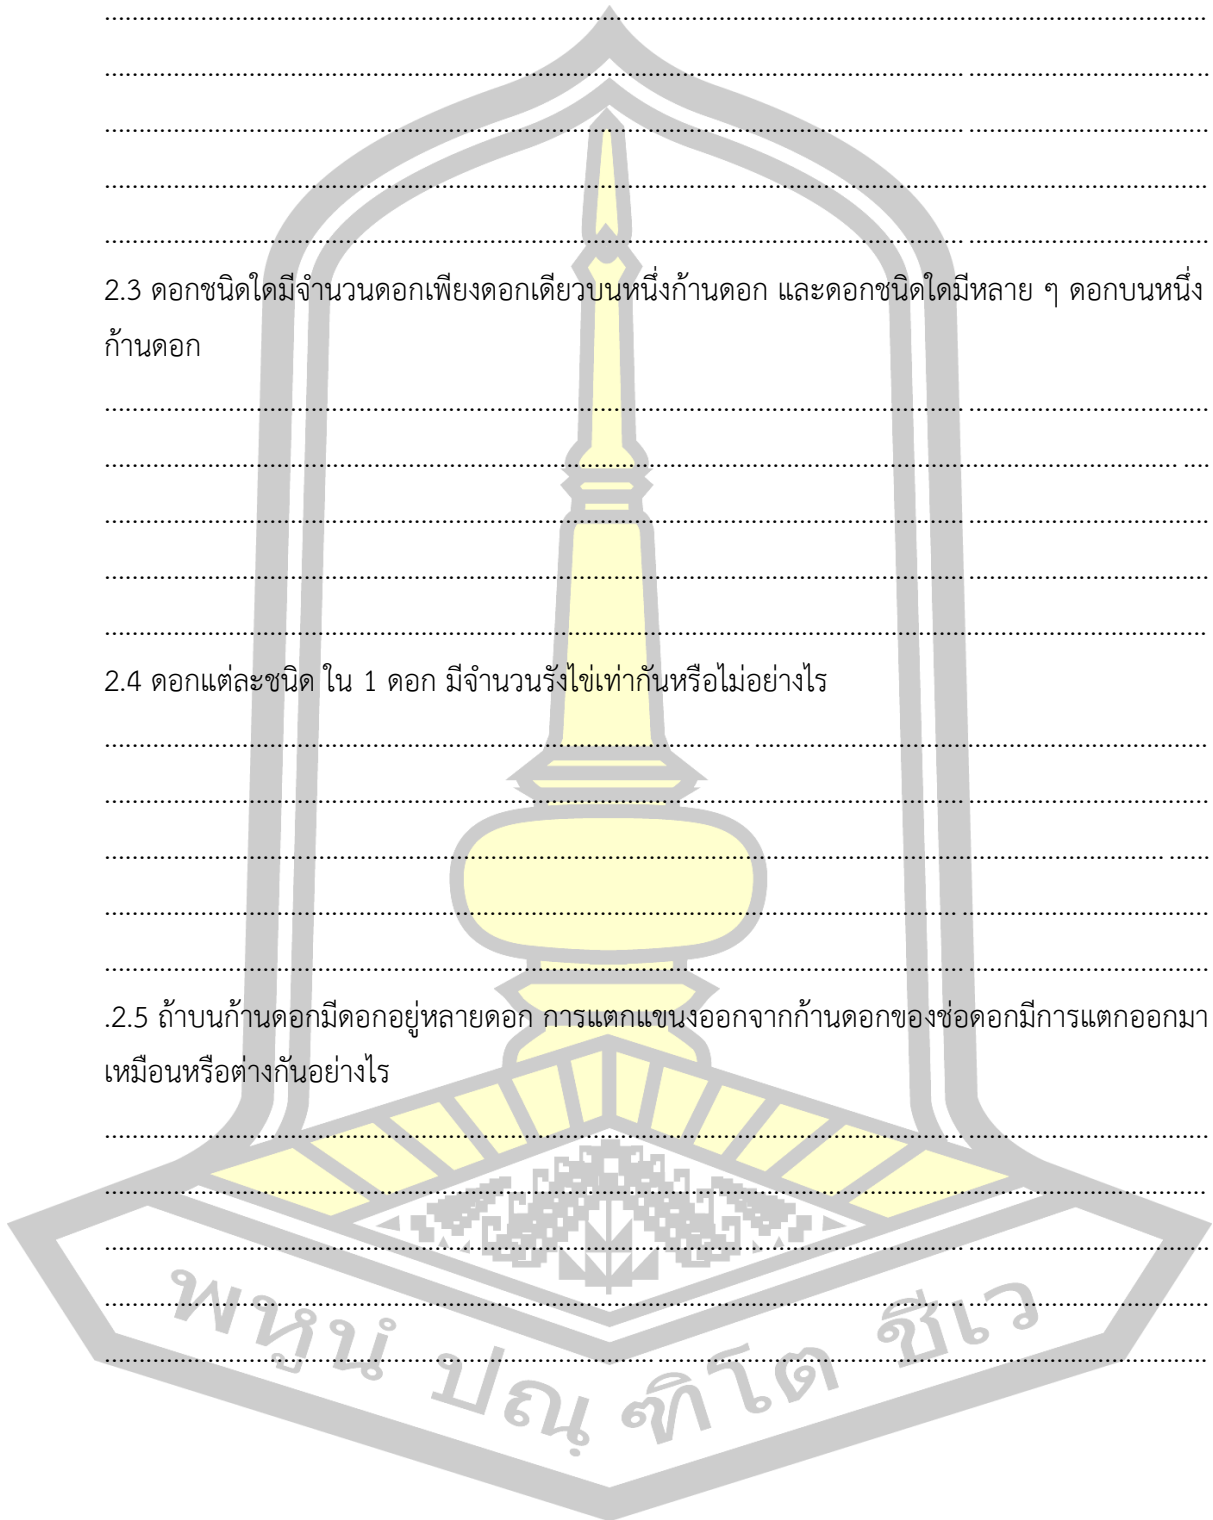 2.3 ดอกชนิดใดมีจำนวนดอกเพียงดอกเดียวบนหนึ่งก้านดอก และดอกชนิดใดมีหลาย ๆ ดอกบนหนึ่ง
ก้านดอก
2.4 ดอกแต่ละชนิด ใน 1 ดอก มีจำนวนรังไข่เท่ากันหรือไม่อย่างไร
.2.5 ถ้าบนก้านดอกมีดอกอยู่หลายดอก การแตกแขนงออกจากก้านดอกของช่อดอกมีการแตกออกมา
เหมือนหรือต่างกันอย่างไร
พหูนํ ปณฺฑิโต ชีเว